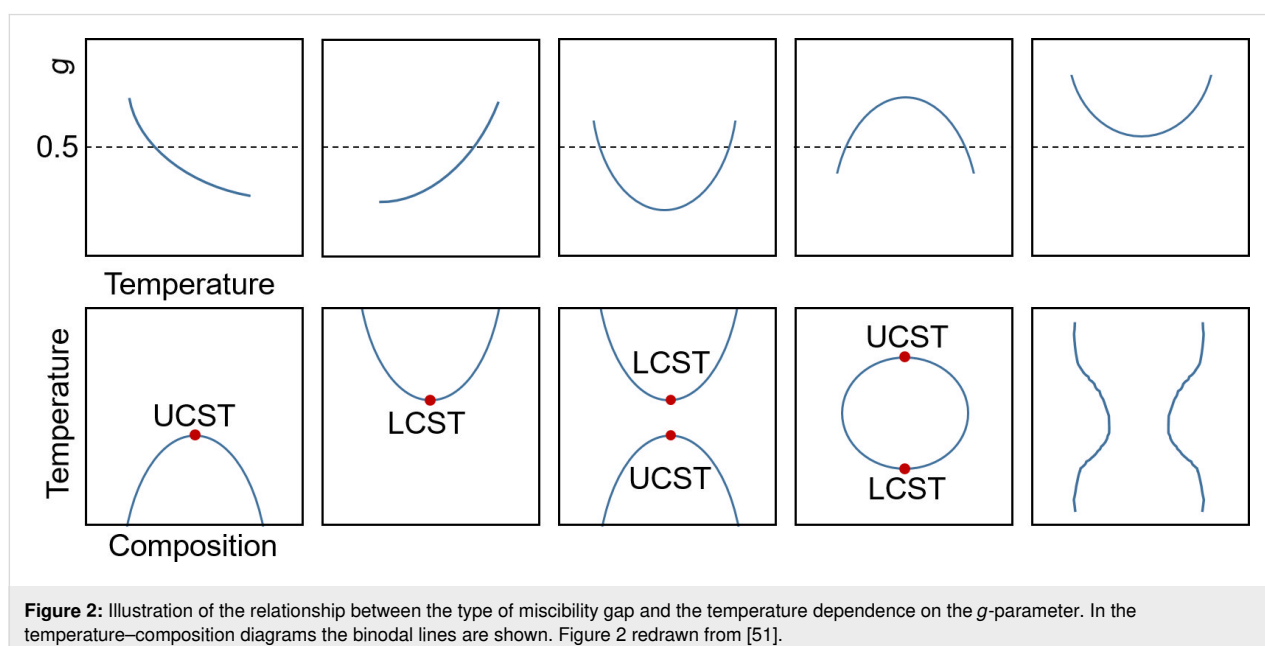 g
0.5
Temperature
Temperature
UCST
LCST
LCST
UCST
UCST
LCST
Composition
Figure 2: Illustration of the relationship between the type of miscibility gap and the temperature dependence on the g-parameter. In the
temperature–composition diagrams the binodal lines are shown. Figure 2 redrawn from [51].